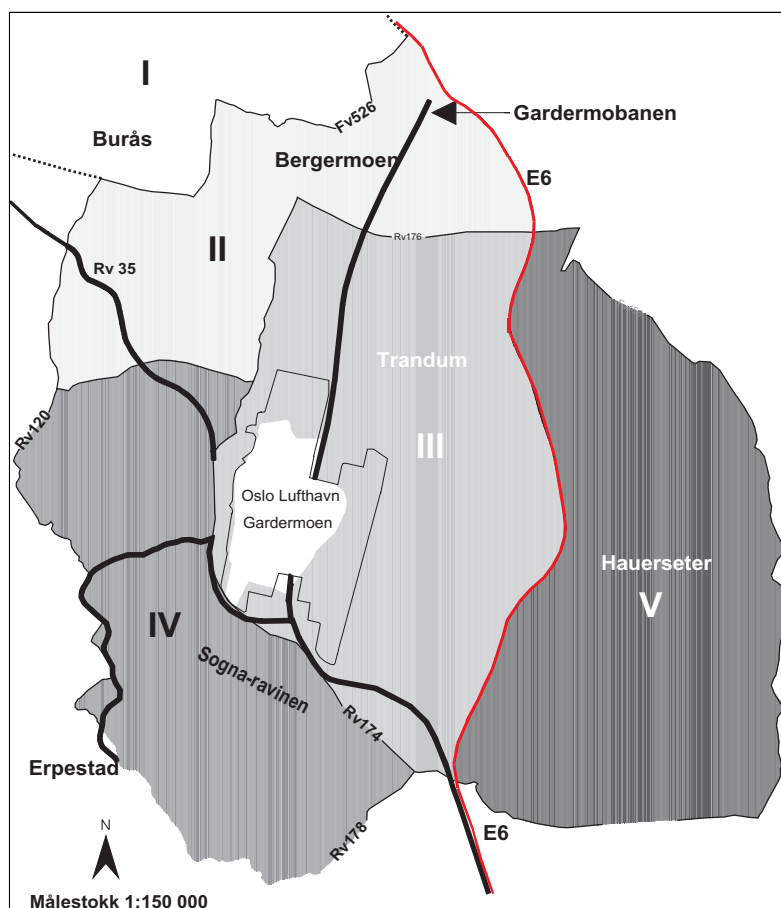 I
Burås
Fv526
Gardermobanen
Bergermoen
E6
II
Rv176
Rv 35
Trandum
Rv120
III
Oslo Lufthavn
Gardermoen
Hauerseter
V
IV
Sogna-ravinen
Rv174
Erpestad
N
Rv178
E6
Målestokk 1:150 000